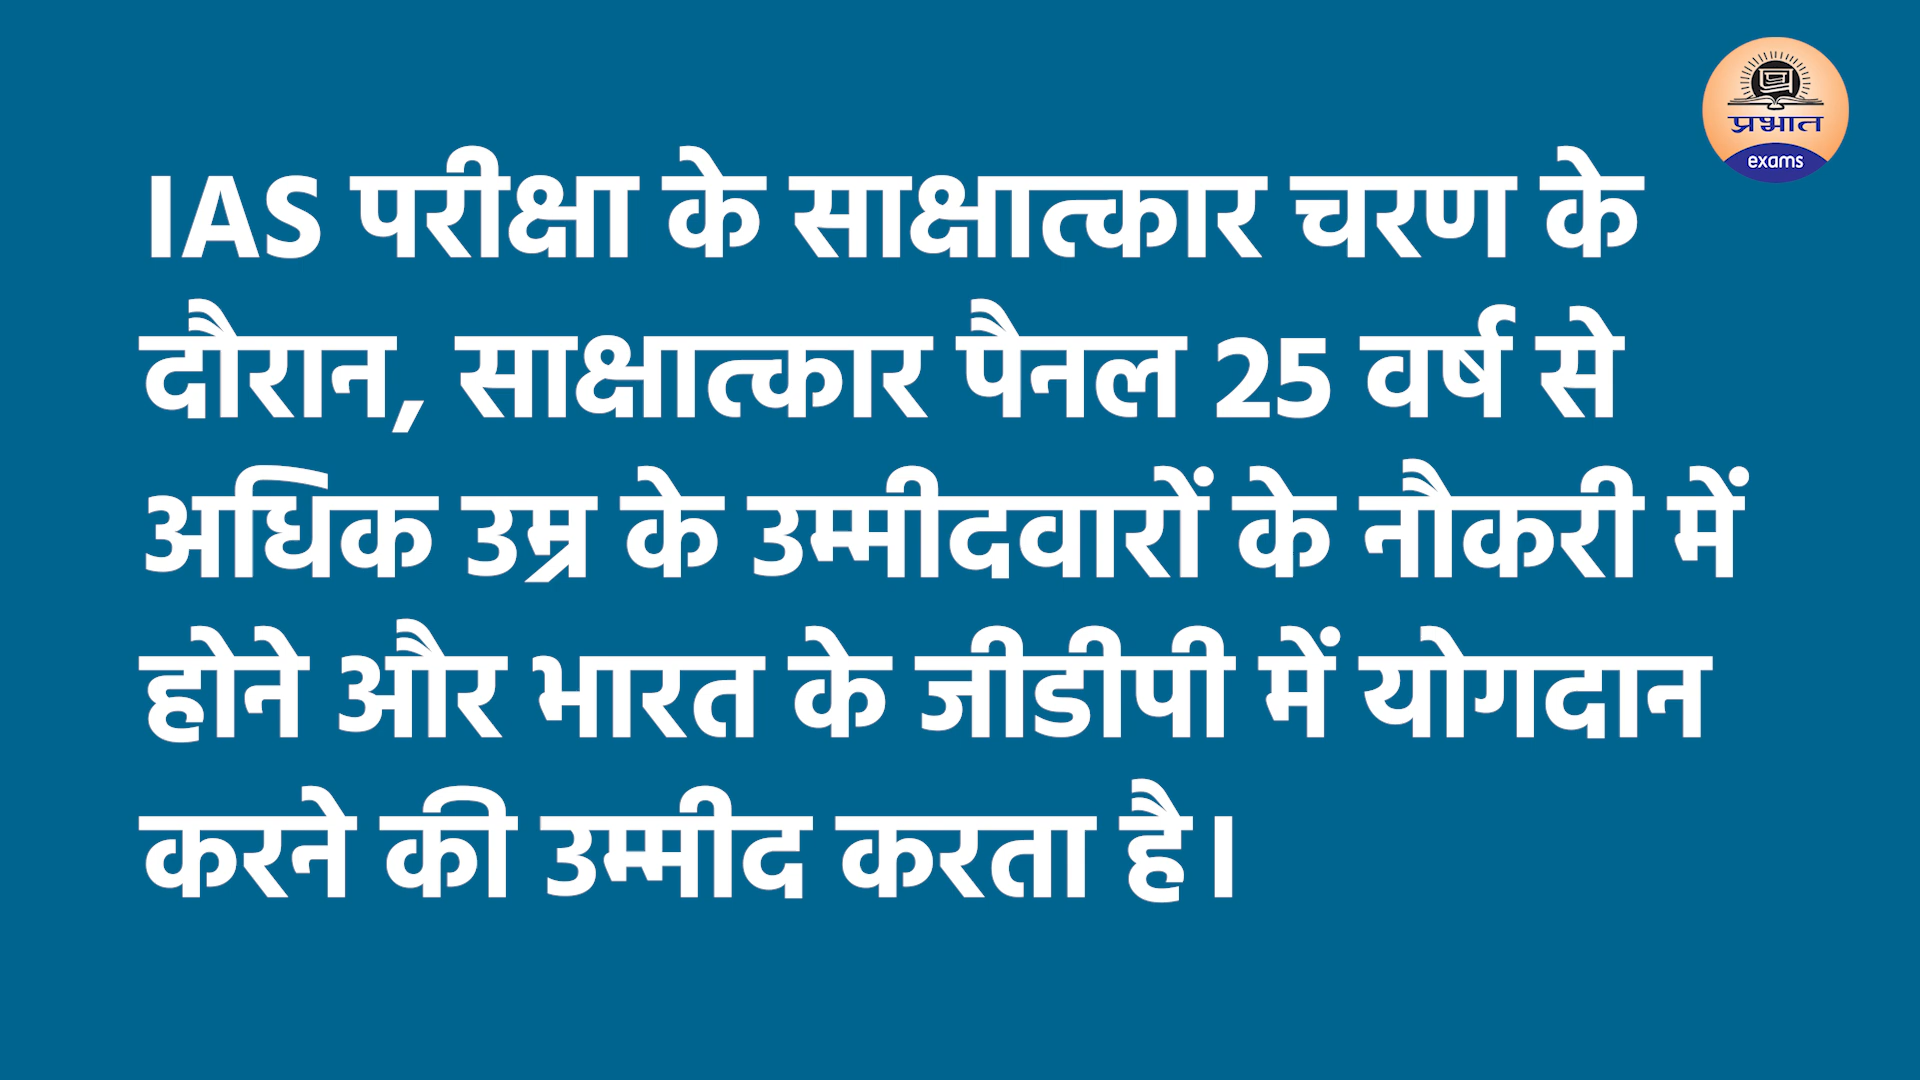 प्रभात
exams
IAS परीक्षा के साक्षात्कार चरण के
दौरान, साक्षात्कार पैनल 25 वर्ष से
अधिक उम्र के उम्मीदवारों के नौकरी में
होने और भारत के जीडीपी में योगदान
करने की उम्मीद करता है।